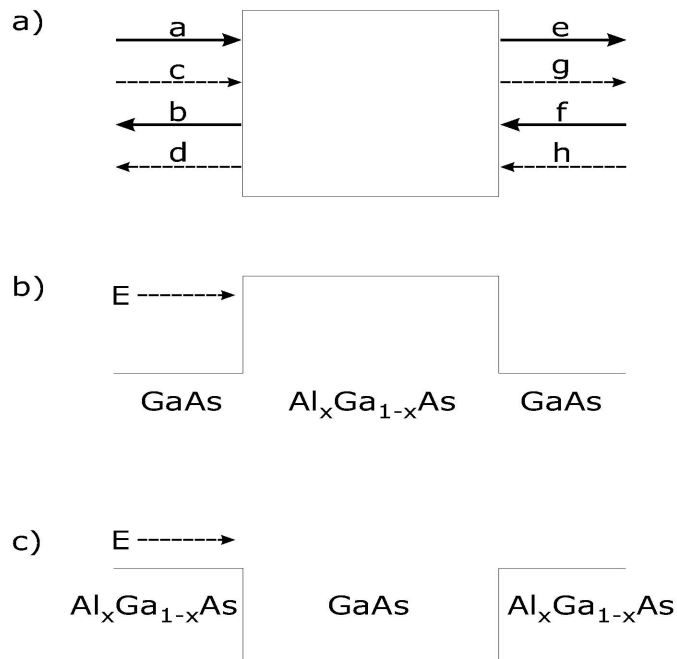 a)
a e
c g
b f
d h
b)
E
GaAs AlxGa1-xAs GaAs
c)
E
AlxGa1-xAs GaAs AlxGa1-xAs